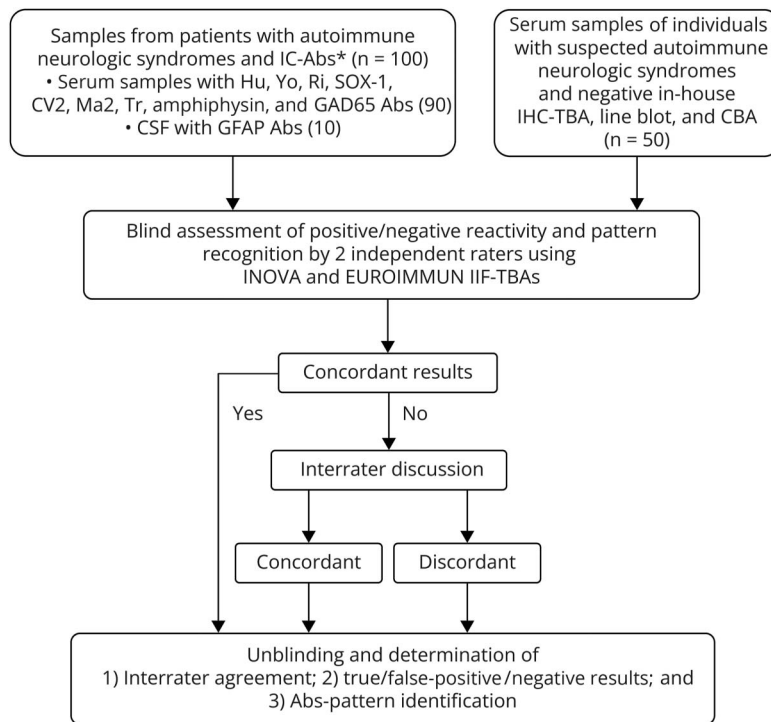 Samples from patients with autoimmune
neurologic syndromes and IC-Abs* (n = 100)
• Serum samples with Hu, Yo, Ri, SOX-1,
CV2, Ma2, Tr, amphiphysin, and GAD65 Abs (90)
• CSF with GFAP Abs (10)
Serum samples of individuals
with suspected autoimmune
neurologic syndromes
and negative in-house
IHC-TBA, line blot, and CBA
(n = 50)
Blind assessment of positive/negative reactivity and pattern
recognition by 2 independent raters using
INOVA and EUROIMMUN IIF-TBAs
Concordant results
Yes
No
Interrater discussion
Concordant
Discordant
Unblinding and determination of
1) Interrater agreement; 2) true/false-positive/negative results; and
3) Abs-pattern identification